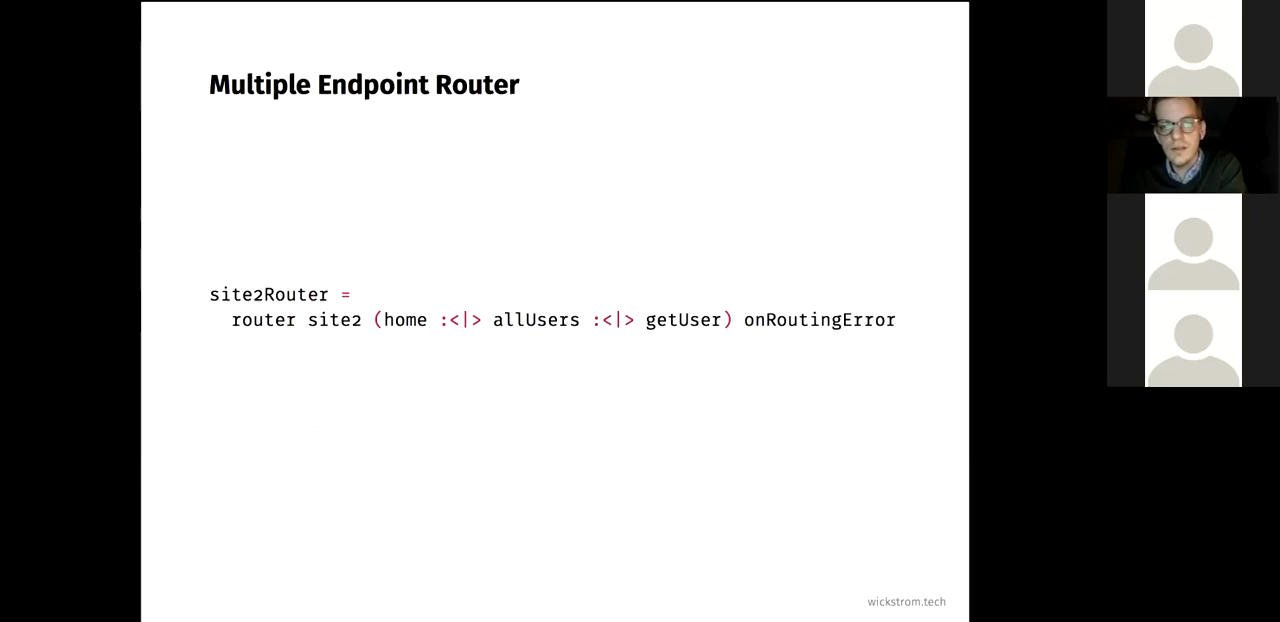 Multiple Endpoint Router
site2Router =
  router site2 (home :<|> allUsers :<|> getUser) onRoutingError
wickstrom.tech